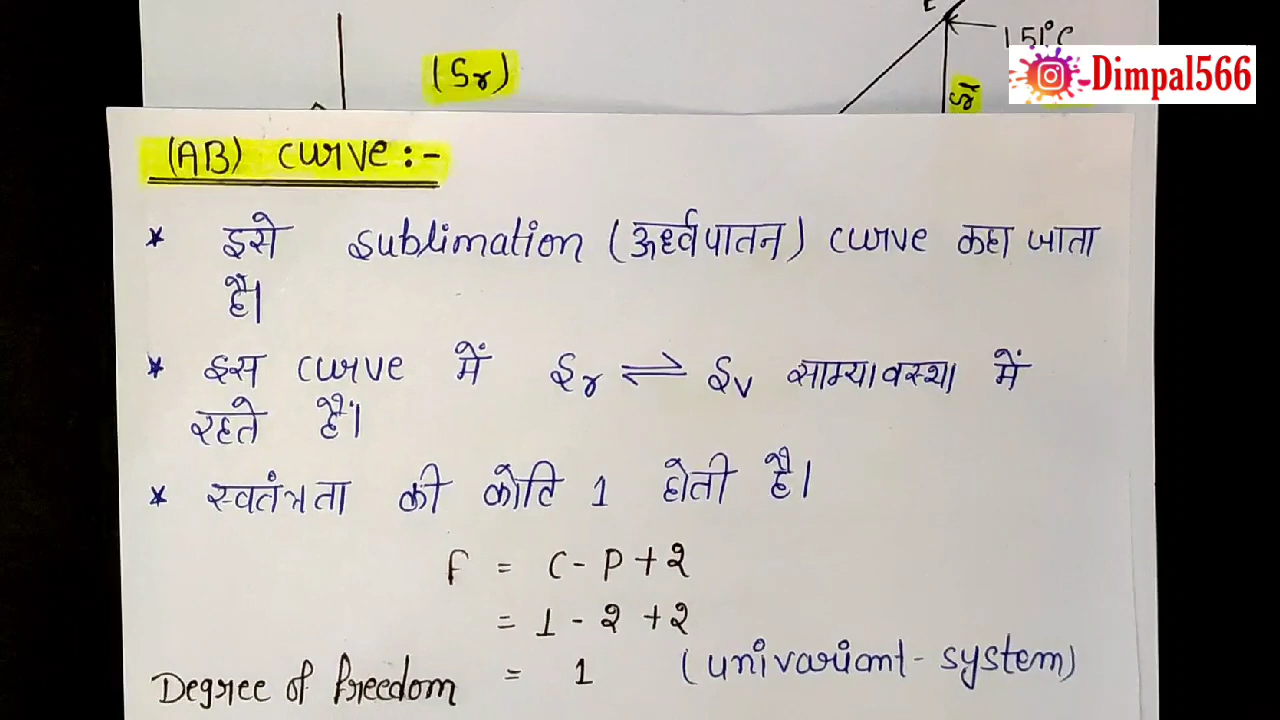 (Sr)
151°C
Sl
-Dimpal566
(AB) Curve :-
* इसे Sublimation (ऊर्ध्वपातन) curve कहा जाता
है।
* इस curve में Sr ⇌ Sv साम्यावस्था में
रहते हैं।
* स्वतंत्रता की कोटि 1 होती है।
F = C - P + 2
= 1 - 2 + 2
Degree of freedom = 1 (univariant - system)